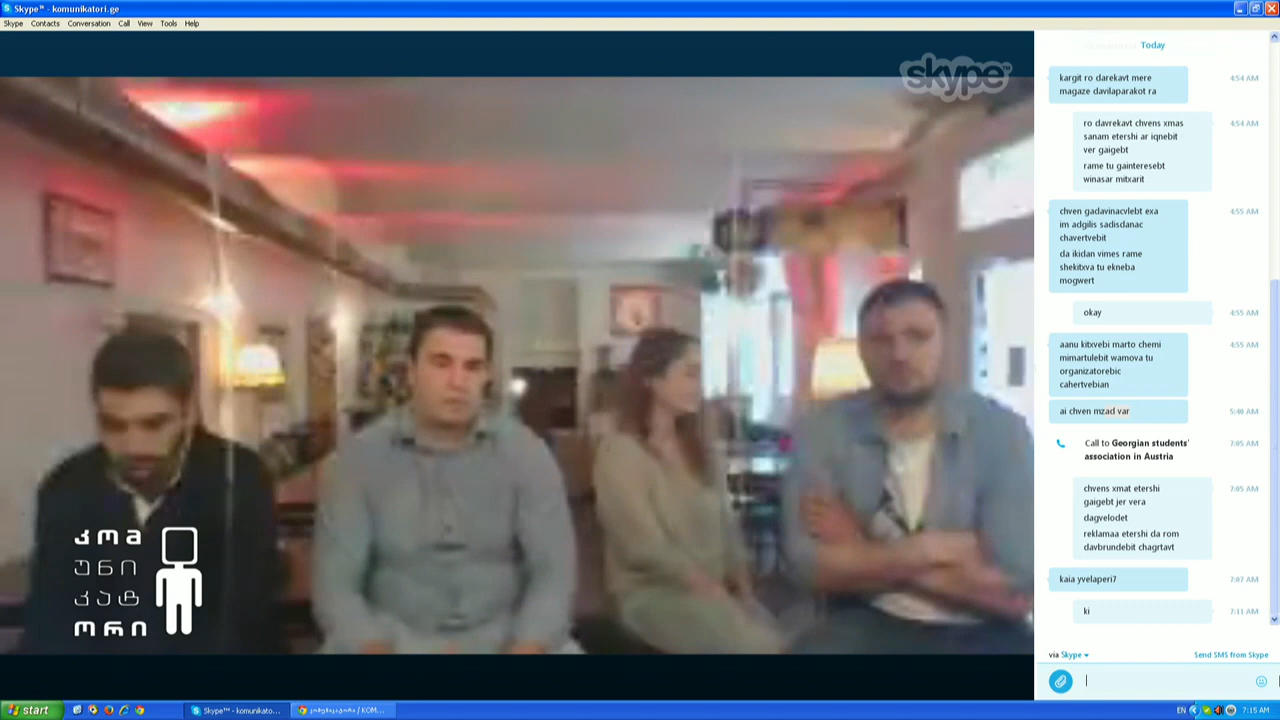 Skype™ - komunikatori.ge
Skype Contacts Conversation Call View Tools Help
skype™
კომ
უნი
კატ
ორი
Today
kargit ro darekavt mere
magaze davilaparakot ra
4:54 AM
ro davrekavt chvens xmas
sanam etershi ar iqnebit
ver gaigebt
4:54 AM
rame tu gainteresebt
winasar mitxarit
chven gadavinacvlebt exa
im adgilis sadisdanac
chavertvebit
4:55 AM
da ikidan vimes rame
shekitxva tu ekneba
mogwert
okay
4:55 AM
aanu kitxvebi marto chemi
mimartulebit wamova tu
organizatorebic
cahertvebian
4:55 AM
ai chven mzad var
5:40 AM
Call to Georgian students'
association in Austria
7:05 AM
chvens xmat etershi
gaigebt jer vera
7:05 AM
dagvelodet
reklamaa etershi da rom
davbrundebit chagrtavt
kaia yvelaperi7
7:07 AM
ki
7:11 AM
via Skype
Send SMS from Skype
start
Skype™ - komunikato...
კომუნიკატორი / KOM...
EN
7:15 AM